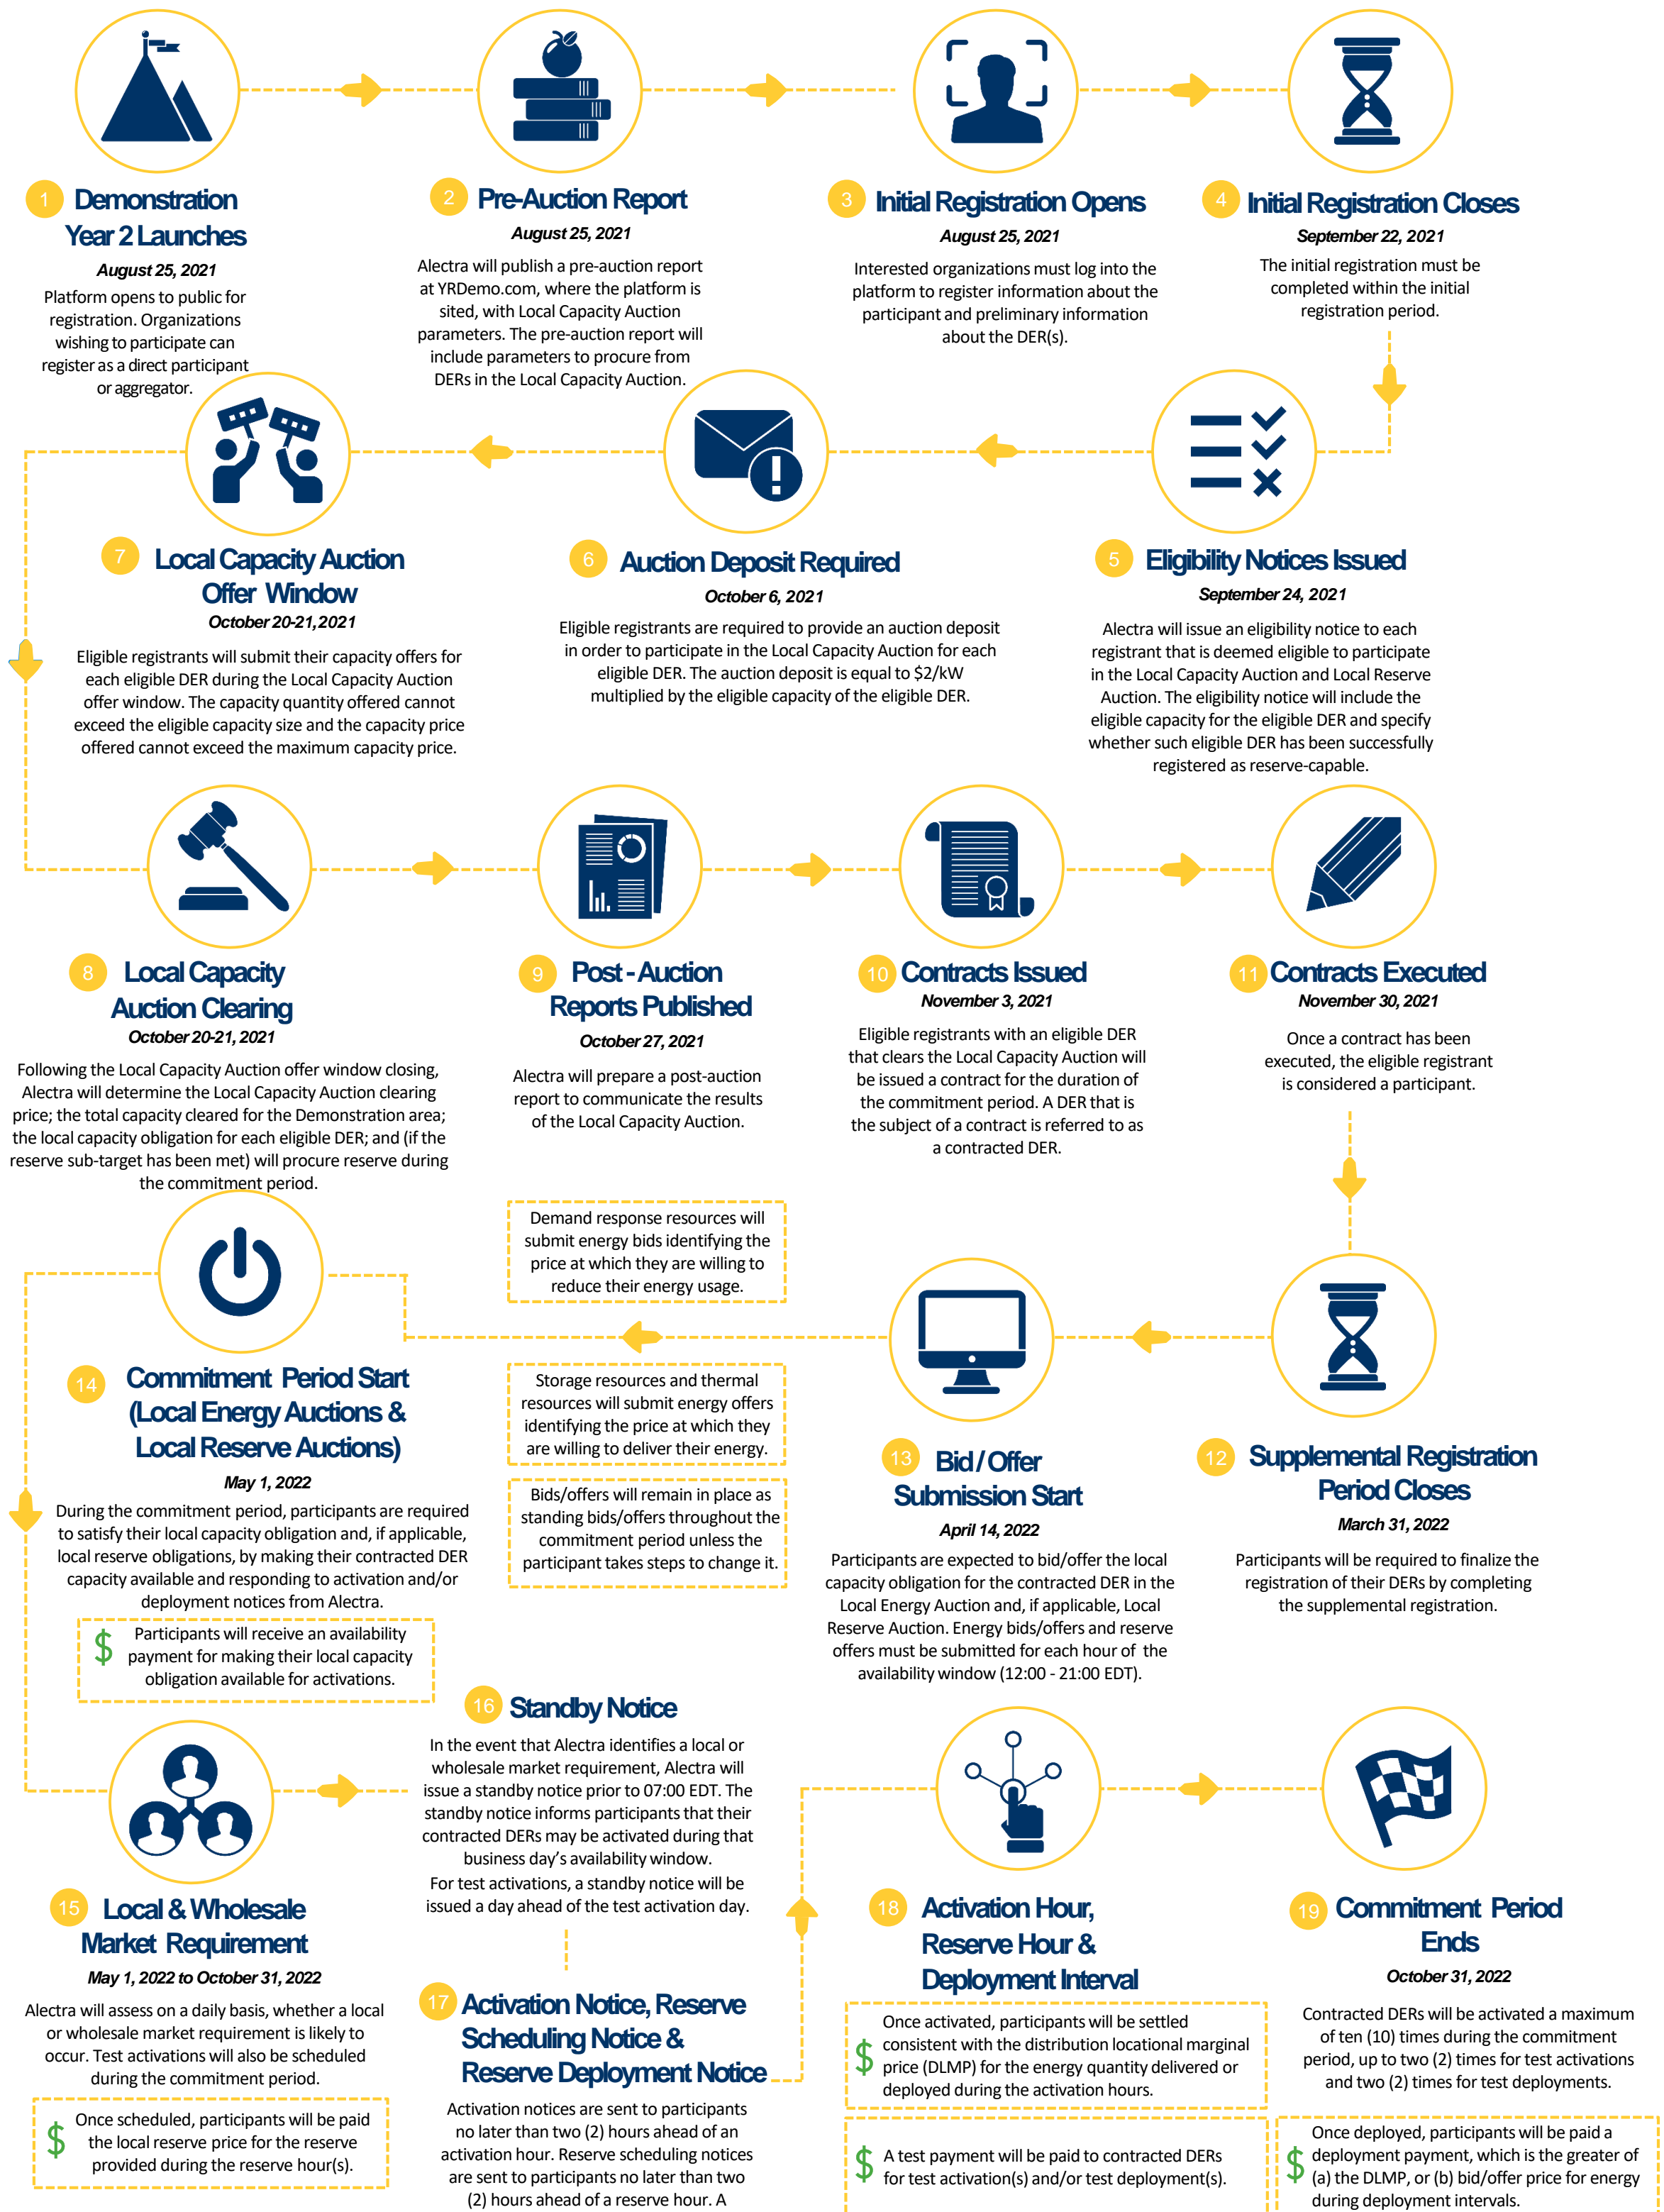 1
Demonstration
Year 2 Launches
August 25, 2021
Platform opens to public for
registration. Organizations
wishing to participate can
register as a direct participant
or aggregator.
2
Pre-Auction Report
August 25, 2021
Alectra will publish a pre-auction report
at YRDemo.com, where the platform is
sited, with Local Capacity Auction
parameters. The pre-auction report will
include parameters to procure from
DERs in the Local Capacity Auction.
3
Initial Registration Opens
August 25, 2021
Interested organizations must log into the
platform to register information about the
participant and preliminary information
about the DER(s).
4
Initial Registration Closes
September 22, 2021
The initial registration must be
completed within the initial
registration period.
5
Eligibility Notices Issued
September 24, 2021
Alectra will issue an eligibility notice to each
registrant that is deemed eligible to participate
in the Local Capacity Auction and Local Reserve
Auction. The eligibility notice will include the
eligible capacity for the eligible DER and specify
whether such eligible DER has been successfully
registered as reserve-capable.
6
Auction Deposit Required
October 6, 2021
Eligible registrants are required to provide an auction deposit
in order to participate in the Local Capacity Auction for each
eligible DER. The auction deposit is equal to $2/kW
multiplied by the eligible capacity of the eligible DER.
7
Local Capacity Auction
Offer Window
October 20-21, 2021
Eligible registrants will submit their capacity offers for
each eligible DER during the Local Capacity Auction
offer window. The capacity quantity offered cannot
exceed the eligible capacity size and the capacity price
offered cannot exceed the maximum capacity price.
8
Local Capacity
Auction Clearing
October 20-21, 2021
Following the Local Capacity Auction offer window closing,
Alectra will determine the Local Capacity Auction clearing
price; the total capacity cleared for the Demonstration area;
the local capacity obligation for each eligible DER; and (if the
reserve sub-target has been met) will procure reserve during
the commitment period.
9
Post - Auction
Reports Published
October 27, 2021
Alectra will prepare a post-auction
report to communicate the results
of the Local Capacity Auction.
10
Contracts Issued
November 3, 2021
Eligible registrants with an eligible DER
that clears the Local Capacity Auction will
be issued a contract for the duration of
the commitment period. A DER that is
the subject of a contract is referred to as
a contracted DER.
11
Contracts Executed
November 30, 2021
Once a contract has been
executed, the eligible registrant
is considered a participant.
12
Supplemental Registration
Period Closes
March 31, 2022
Participants will be required to finalize the
registration of their DERs by completing
the supplemental registration.
13
Bid / Offer
Submission Start
April 14, 2022
Participants are expected to bid/offer the local
capacity obligation for the contracted DER in the
Local Energy Auction and, if applicable, Local
Reserve Auction. Energy bids/offers and reserve
offers must be submitted for each hour of the
availability window (12:00 - 21:00 EDT).
Demand response resources will
submit energy bids identifying the
price at which they are willing to
reduce their energy usage.
Storage resources and thermal
resources will submit energy offers
identifying the price at which they
are willing to deliver their energy.
Bids/offers will remain in place as
standing bids/offers throughout the
commitment period unless the
participant takes steps to change it.
14
Commitment Period Start
(Local Energy Auctions &
Local Reserve Auctions)
May 1, 2022
During the commitment period, participants are required
to satisfy their local capacity obligation and, if applicable,
local reserve obligations, by making their contracted DER
capacity available and responding to activation and/or
deployment notices from Alectra.
$
Participants will receive an availability
payment for making their local capacity
obligation available for activations.
15
Local & Wholesale
Market Requirement
May 1, 2022 to October 31, 2022
Alectra will assess on a daily basis, whether a local
or wholesale market requirement is likely to
occur. Test activations will also be scheduled
during the commitment period.
$
Once scheduled, participants will be paid
the local reserve price for the reserve
provided during the reserve hour(s).
16
Standby Notice
In the event that Alectra identifies a local or
wholesale market requirement, Alectra will
issue a standby notice prior to 07:00 EDT. The
standby notice informs participants that their
contracted DERs may be activated during that
business day's availability window.
For test activations, a standby notice will be
issued a day ahead of the test activation day.
17
Activation Notice, Reserve
Scheduling Notice &
Reserve Deployment Notice
Activation notices are sent to participants
no later than two (2) hours ahead of an
activation hour. Reserve scheduling notices
are sent to participants no later than two
(2) hours ahead of a reserve hour. A
18
Activation Hour,
Reserve Hour &
Deployment Interval
$
Once activated, participants will be settled
consistent with the distribution locational marginal
price (DLMP) for the energy quantity delivered or
deployed during the activation hours.
$
A test payment will be paid to contracted DERs
for test activation(s) and/or test deployment(s).
19
Commitment Period
Ends
October 31, 2022
Contracted DERs will be activated a maximum
of ten (10) times during the commitment
period, up to two (2) times for test activations
and two (2) times for test deployments.
$
Once deployed, participants will be paid a
deployment payment, which is the greater of
(a) the DLMP, or (b) bid/offer price for energy
during deployment intervals.